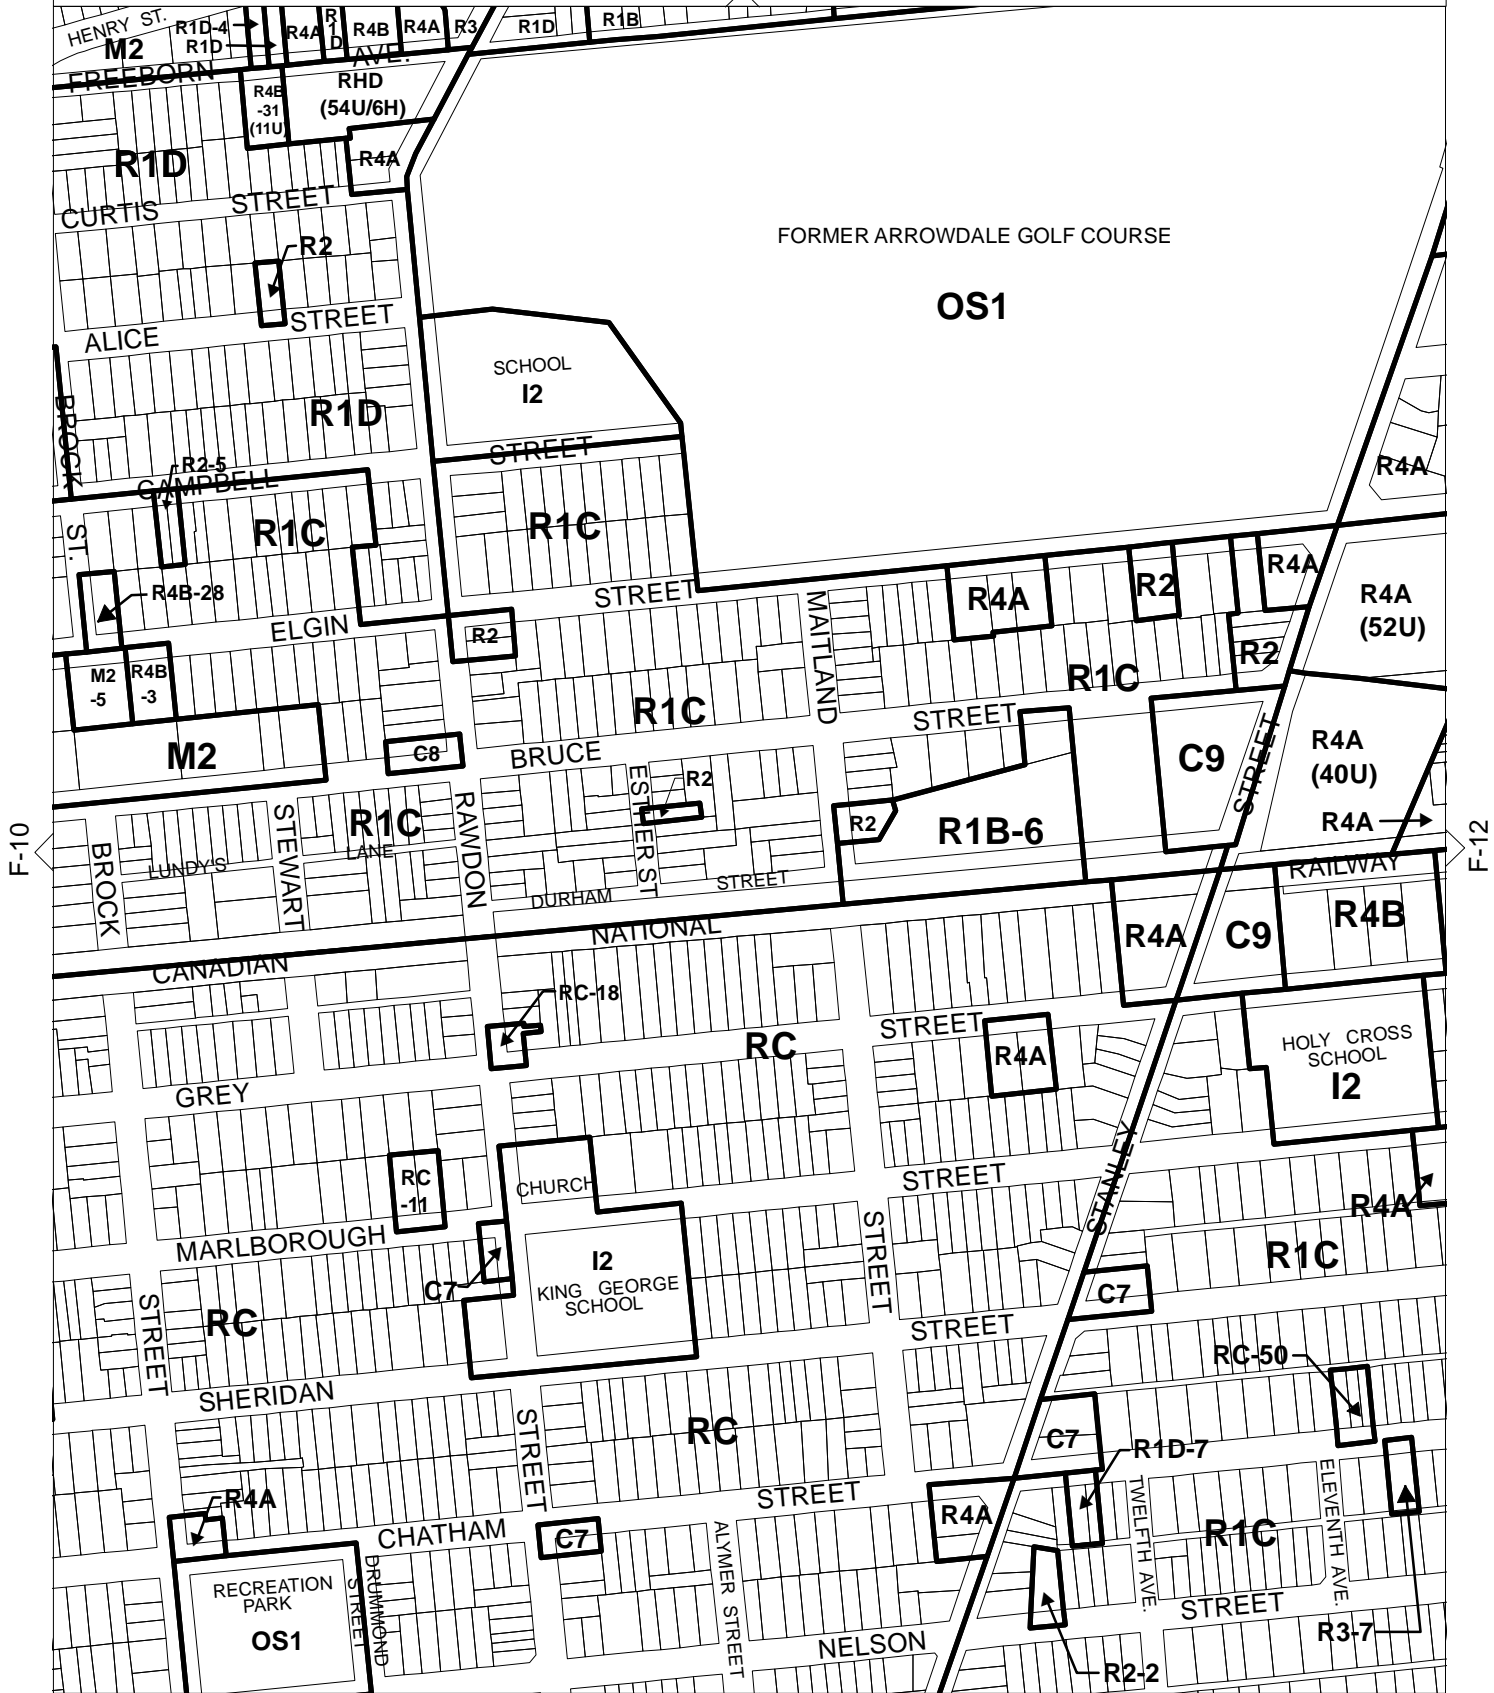 HENRY ST.
M2
R1D-4
R1D
R4A
R
1
D
R4B
R4A
R3
R1D
R1B
FREEBORN
AVE.
R4B
-31
(11U)
RHD
(54U/6H)
R1D
R4A
CURTIS
STREET
R2
FORMER ARROWDALE GOLF COURSE
OS1
ALICE
STREET
SCHOOL
I2
R1D
BROCK
ST.
STREET
R2-5
CAMPBELL
R4A
R1C
R1C
R4B-28
STREET
MAITLAND
R4A
R2
R4A
R4A
(52U)
ELGIN
R2
M2
-5
R4B
-3
R2
R1C
R1C
STREET
M2
C8
BRUCE
C9
STREET
R4A
(40U)
R2
ESTHER ST
R4A
F-10
F-12
STEWART
R1C
RAWDON
R2
R1B-6
BROCK
LUNDY'S
LANE
RAILWAY
STREET
DURHAM
NATIONAL
R4A
C9
R4B
CANADIAN
RC-18
STREET
RC
R4A
HOLY CROSS
SCHOOL
I2
GREY
STANLEY
STREET
RC
-11
CHURCH
R4A
MARLBOROUGH
STREET
R1C
I2
KING GEORGE
SCHOOL
C7
C7
STREET
RC
STREET
RC-50
SHERIDAN
STREET
RC
C7
R1D-7
R4A
STREET
R4A
TWELFTH AVE.
ELEVENTH AVE.
CHATHAM
C7
ALYMER STREET
R1C
RECREATION
PARK
OS1
DRUMMOND
STREET
STREET
R3-7
NELSON
R2-2